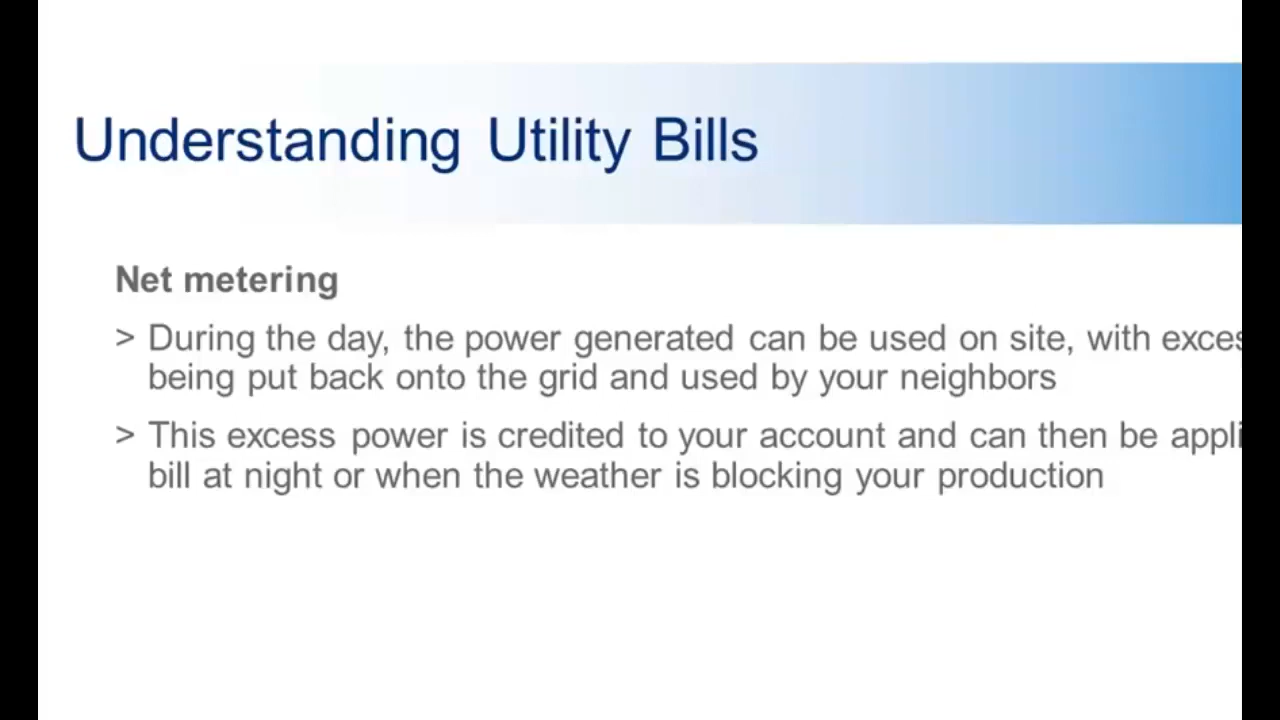 Understanding Utility Bills
Net metering
> During the day, the power generated can be used on site, with
being put back onto the grid and used by your neighbors
> This excess power is credited to your account and can then be
bill at night or when the weather is blocking your production